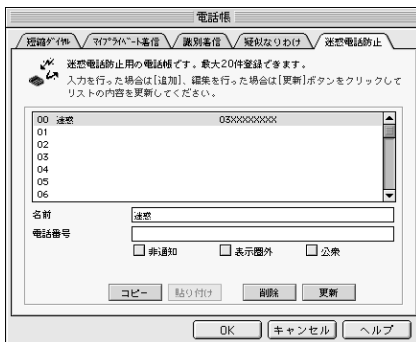 電話帳
短縮ﾀﾞｲﾔﾙ ﾏｲﾌﾟﾗｲﾍﾞｰﾄ着信 識別着信 疑似なりわけ 迷惑電話防止
迷惑電話防止用の電話帳です。最大20件登録できます。
入力を行った場合は[追加]、編集を行った場合は[更新]ボタンをクリックして
リストの内容を更新してください。
00 迷惑 03XXXXXXXX
01
02
03
04
05
06
名前 迷惑
電話番号
非通知 表示圏外 公衆
コピー 貼り付け 削除 更新
OK キャンセル ヘルプ